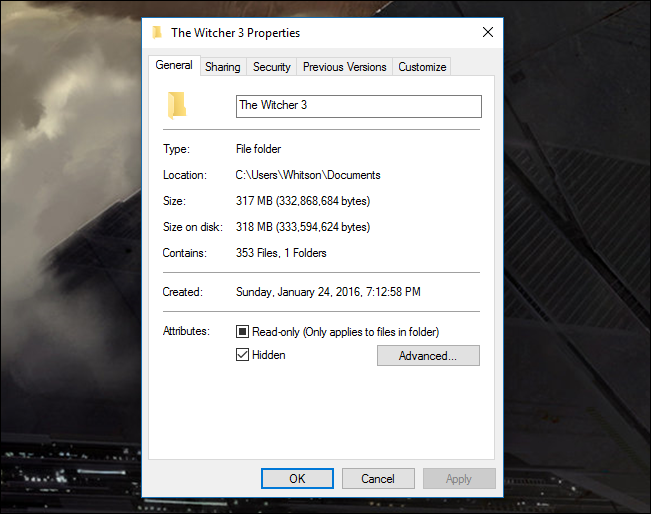 The Witcher 3 Properties
General Sharing Security Previous Versions Customize
The Witcher 3
Type: File folder
Location: C:\Users\Whitson\Documents
Size: 317 MB (332,868,684 bytes)
Size on disk: 318 MB (333,594,624 bytes)
Contains: 353 Files, 1 Folders
Created: Sunday, January 24, 2016, 7:12:58 PM
Attributes: Read-only (Only applies to files in folder)
Hidden Advanced...
OK Cancel Apply